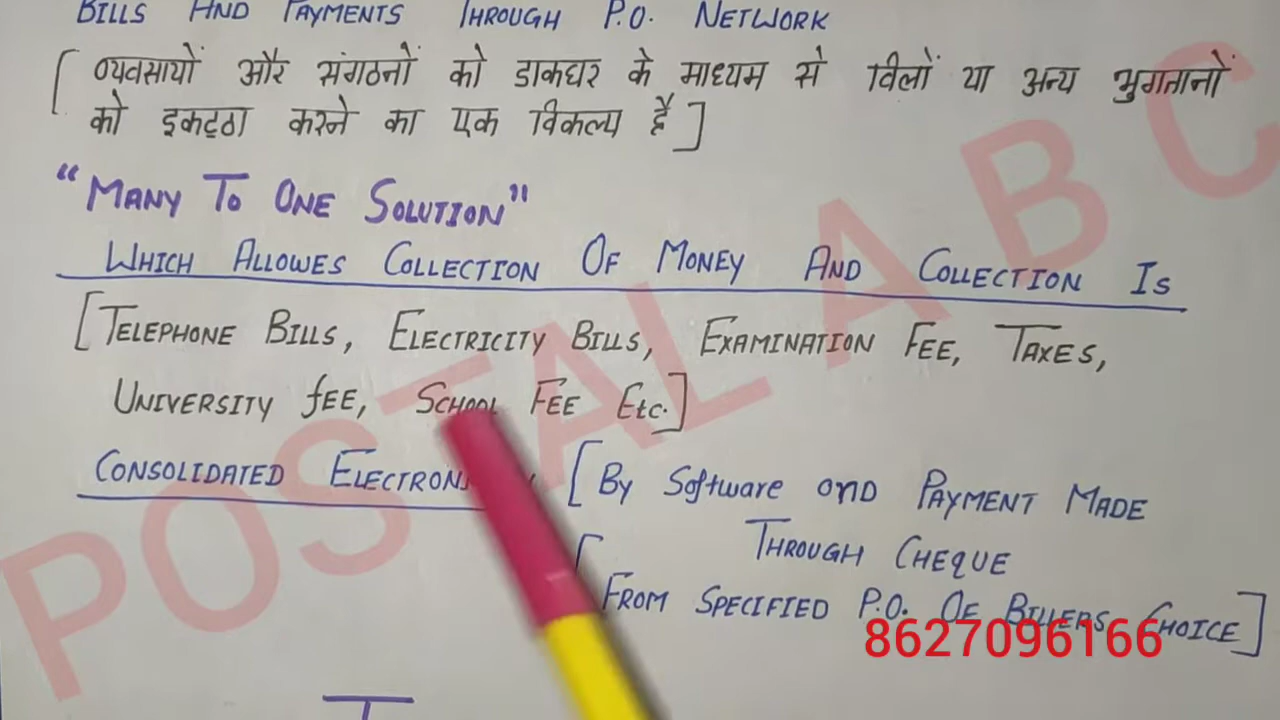 BILLS AND PAYMENTS THROUGH P.O. NETWORK
[व्यवसायों और संगठनों को डाकघर के माध्यम से विलों या अन्य भुगतानों
को इकट्ठा करने का एक विकल्प है]
"MANY TO ONE SOLUTION"
WHICH ALLOWES COLLECTION OF MONEY AND COLLECTION IS
[TELEPHONE BILLS, ELECTRICITY BILLS, EXAMINATION FEE, TAXES,
UNIVERSITY fEE, SCHOOL FEE Etc.]
CONSOLIDATED [By Software and PAYMENT MADE
THROUGH CHEQUE
[FROM SPECIFIED P.O. OF BILLERS CHOICE]
8627096166
POSTAL ABC